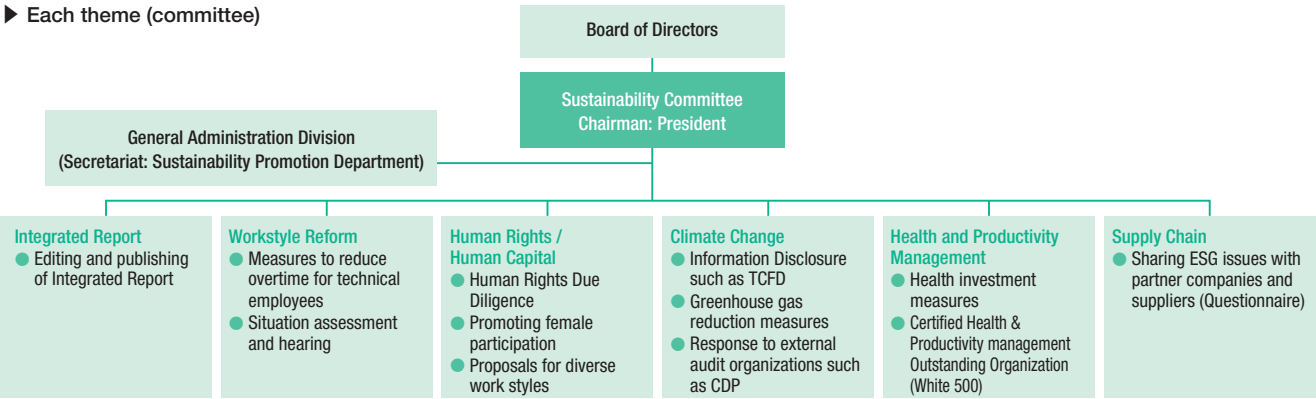 ▶ Each theme (committee)
Board of Directors
Sustainability Committee
Chairman: President
General Administration Division
(Secretariat: Sustainability Promotion Department)
Integrated Report
● Editing and publishing
of Integrated Report
Workstyle Reform
● Measures to reduce
overtime for technical
employees
● Situation assessment
and hearing
Human Rights /
Human Capital
● Human Rights Due
Diligence
● Promoting female
participation
● Proposals for diverse
work styles
Climate Change
● Information Disclosure
such as TCFD
● Greenhouse gas
reduction measures
● Response to external
audit organizations such
as CDP
Health and Productivity
Management
● Health investment
measures
● Certified Health &
Productivity management
Outstanding Organization
(White 500)
Supply Chain
● Sharing ESG issues with
partner companies and
suppliers (Questionnaire)